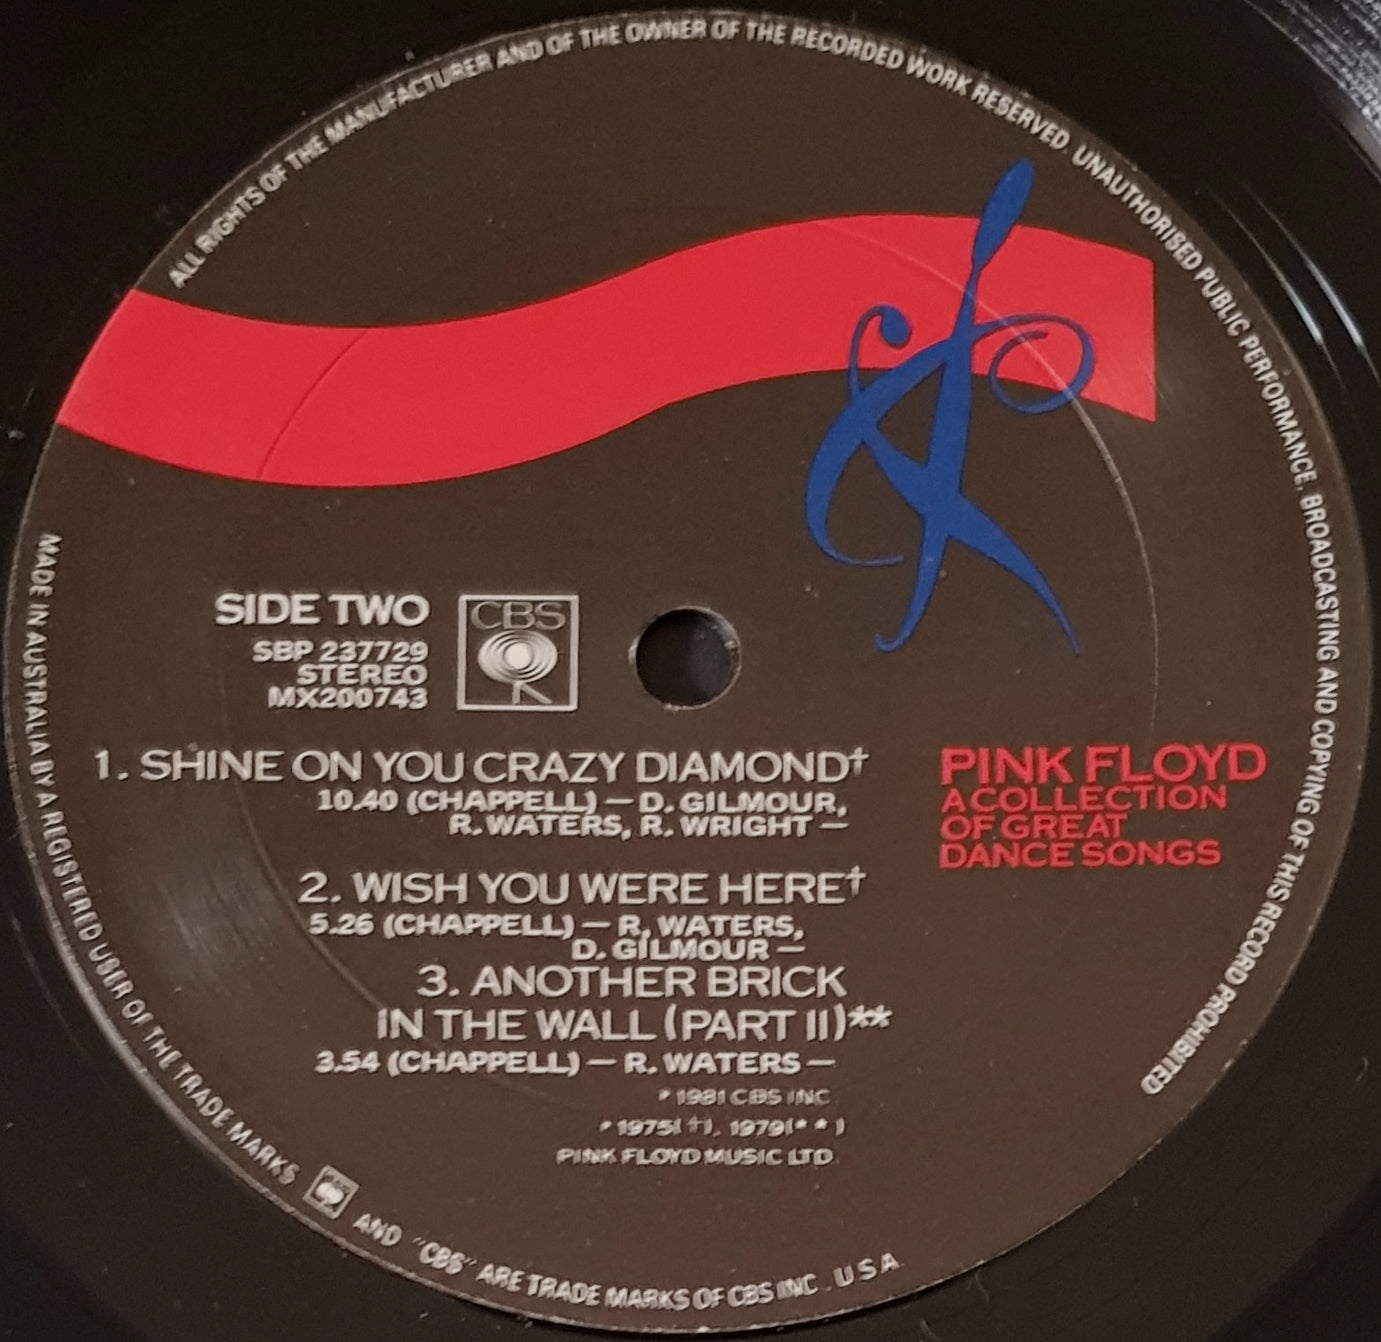 ALL RIGHTS OF THE MANUFACTURER AND OF THE OWNER OF THE RECORDED WORK RESERVED. UNAUTHORISED PUBLIC PERFORMANCE, BROADCASTING AND COPYING OF THIS RECORD PROHIBITED
SIDE TWO
SBP 237729
STEREO
MX200743
CBS
1. SHINE ON YOU CRAZY DIAMOND†
10.40 (CHAPPELL) — D. GILMOUR,
R. WATERS, R. WRIGHT —
2. WISH YOU WERE HERE†
5.26 (CHAPPELL) — R. WATERS,
D. GILMOUR —
3. ANOTHER BRICK
IN THE WALL (PART II)**
3.54 (CHAPPELL) — R. WATERS —
* 1981 CBS INC
* 1975(†), 1979(**)
PINK FLOYD MUSIC LTD
PINK FLOYD
A COLLECTION
OF GREAT
DANCE SONGS
MADE IN AUSTRALIA BY A REGISTERED USER OF THE TRADE MARKS AND "CBS" ARE TRADE MARKS OF CBS INC. USA